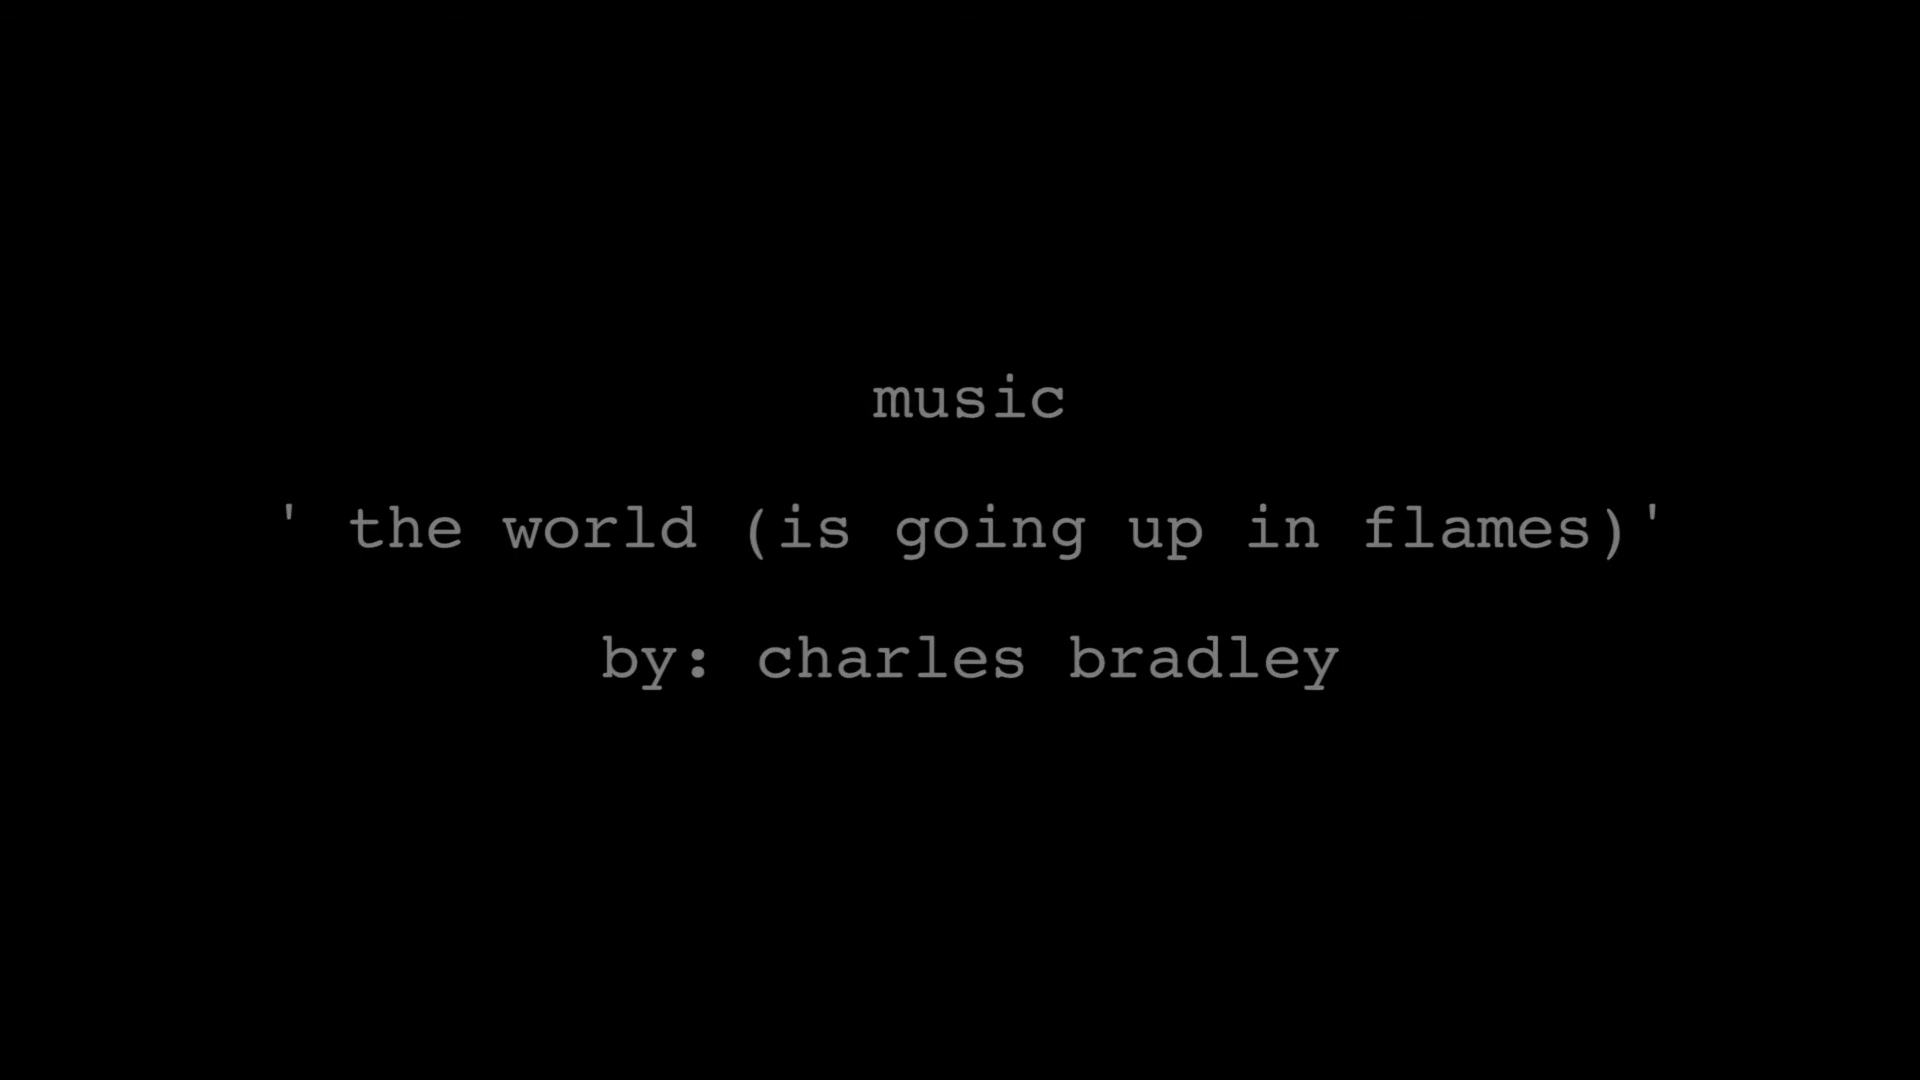 music
' the world (is going up in flames)'
by: charles bradley